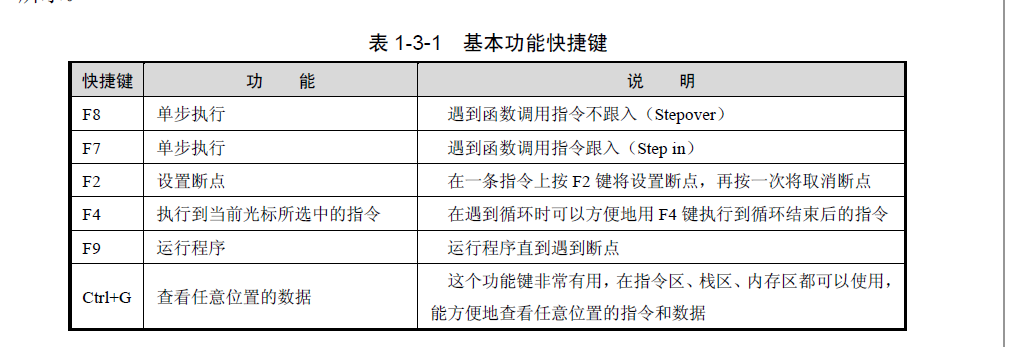 表 1-3-1 基本功能快捷键
快捷键 功 能 说 明
F8 单步执行 遇到函数调用指令不跟入（Stepover）
F7 单步执行 遇到函数调用指令跟入（Step in）
F2 设置断点 在一条指令上按 F2 键将设置断点，再按一次将取消断点
F4 执行到当前光标所选中的指令 在遇到循环时可以方便地用 F4 键执行到循环结束后的指令
F9 运行程序 运行程序直到遇到断点
Ctrl+G 查看任意位置的数据 这个功能键非常有用，在指令区、栈区、内存区都可以使用，
能方便地查看任意位置的指令和数据